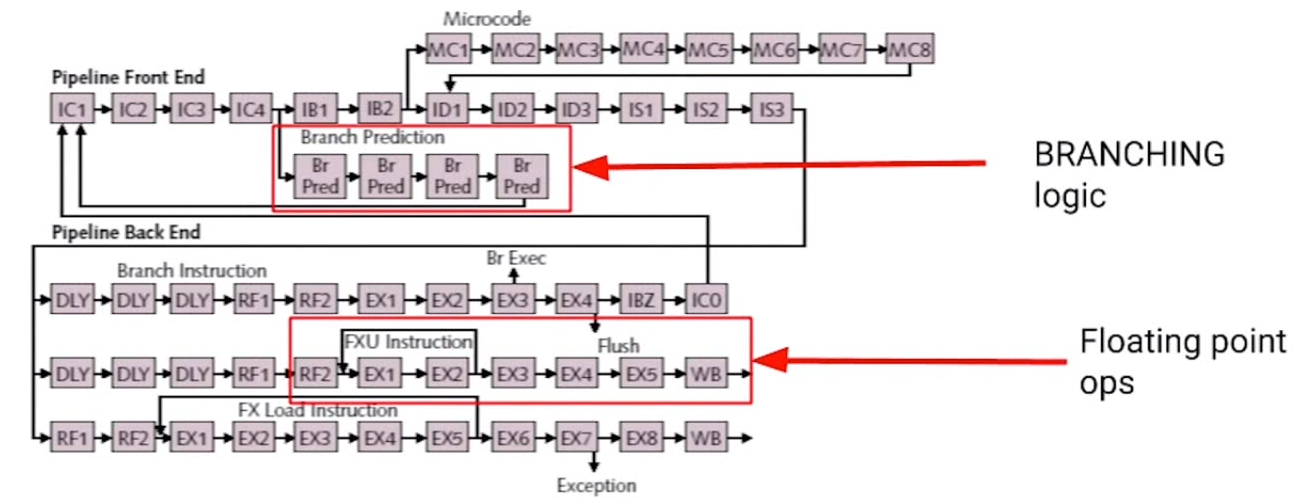 Microcode
MC1 MC2 MC3 MC4 MC5 MC6 MC7 MC8
Pipeline Front End
IC1 IC2 IC3 IC4 IB1 IB2 ID1 ID2 ID3 IS1 IS2 IS3
Branch Prediction
Br Br Br Br
Pred Pred Pred Pred
BRANCHING
logic
Pipeline Back End
Br Exec
Branch Instruction
DLY DLY DLY RF1 RF2 EX1 EX2 EX3 EX4 IBZ IC0
FXU Instruction
Flush
DLY DLY DLY RF1 RF2 EX1 EX2 EX3 EX4 EX5 WB
Floating point
ops
FX Load Instruction
RF1 RF2 EX1 EX2 EX3 EX4 EX5 EX6 EX7 EX8 WB
Exception